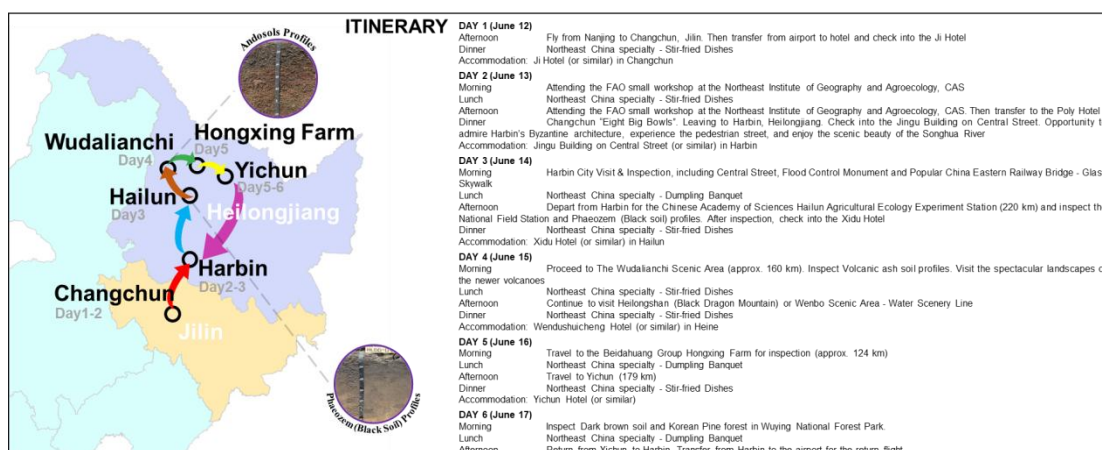 ITINERARY
Andosols Profiles
Wudalianchi
Day4
Hongxing Farm
Day5
Yichun
Day5-6
Hailun
Day3
Heilongjiang
Harbin
Day2-3
Changchun
Day1-2
Jilin
Phaeozem (Black Soil) Profiles
DAY 1 (June 12)
Afternoon Fly from Nanjing to Changchun, Jilin. Then transfer from airport to hotel and check into the Ji Hotel
Dinner Northeast China specialty - Stir-fried Dishes
Accommodation: Ji Hotel (or similar) in Changchun
DAY 2 (June 13)
Morning Attending the FAO small workshop at the Northeast Institute of Geography and Agroecology, CAS
Lunch Northeast China specialty - Stir-fried Dishes
Afternoon Attending the FAO small workshop at the Northeast Institute of Geography and Agroecology, CAS. Then transfer to the Poly Hotel
Dinner Changchun "Eight Big Bowls". Leaving to Harbin, Heilongjiang. Check into the Jingu Building on Central Street. Opportunity t
admire Harbin's Byzantine architecture, experience the pedestrian street, and enjoy the scenic beauty of the Songhua River
Accommodation: Jingu Building on Central Street (or similar) in Harbin
DAY 3 (June 14)
Morning Harbin City Visit & Inspection, including Central Street, Flood Control Monument and Popular China Eastern Railway Bridge - Glas
Skywalk
Lunch Northeast China specialty - Dumpling Banquet
Afternoon Depart from Harbin for the Chinese Academy of Sciences Hailun Agricultural Ecology Experiment Station (220 km) and inspect th
National Field Station and Phaeozem (Black soil) profiles. After inspection, check into the Xidu Hotel
Dinner Northeast China specialty - Stir-fried Dishes
Accommodation: Xidu Hotel (or similar) in Hailun
DAY 4 (June 15)
Morning Proceed to The Wudalianchi Scenic Area (approx. 160 km). Inspect Volcanic ash soil profiles. Visit the spectacular landscapes o
the newer volcanoes
Lunch Northeast China specialty - Stir-fried Dishes
Afternoon Continue to visit Heilongshan (Black Dragon Mountain) or Wenbo Scenic Area - Water Scenery Line
Dinner Northeast China specialty - Stir-fried Dishes
Accommodation: Wendushuicheng Hotel (or similar) in Heine
DAY 5 (June 16)
Morning Travel to the Beidahuang Group Hongxing Farm for inspection (approx. 124 km)
Lunch Northeast China specialty - Dumpling Banquet
Afternoon Travel to Yichun (179 km)
Dinner Northeast China specialty - Stir-fried Dishes
Accommodation: Yichun Hotel (or similar)
DAY 6 (June 17)
Morning Inspect Dark brown soil and Korean Pine forest in Wuying National Forest Park.
Lunch Northeast China specialty - Dumpling Banquet
Afternoon Return from Yichun to Harbin. Transfer from Harbin to the airport for the return flight